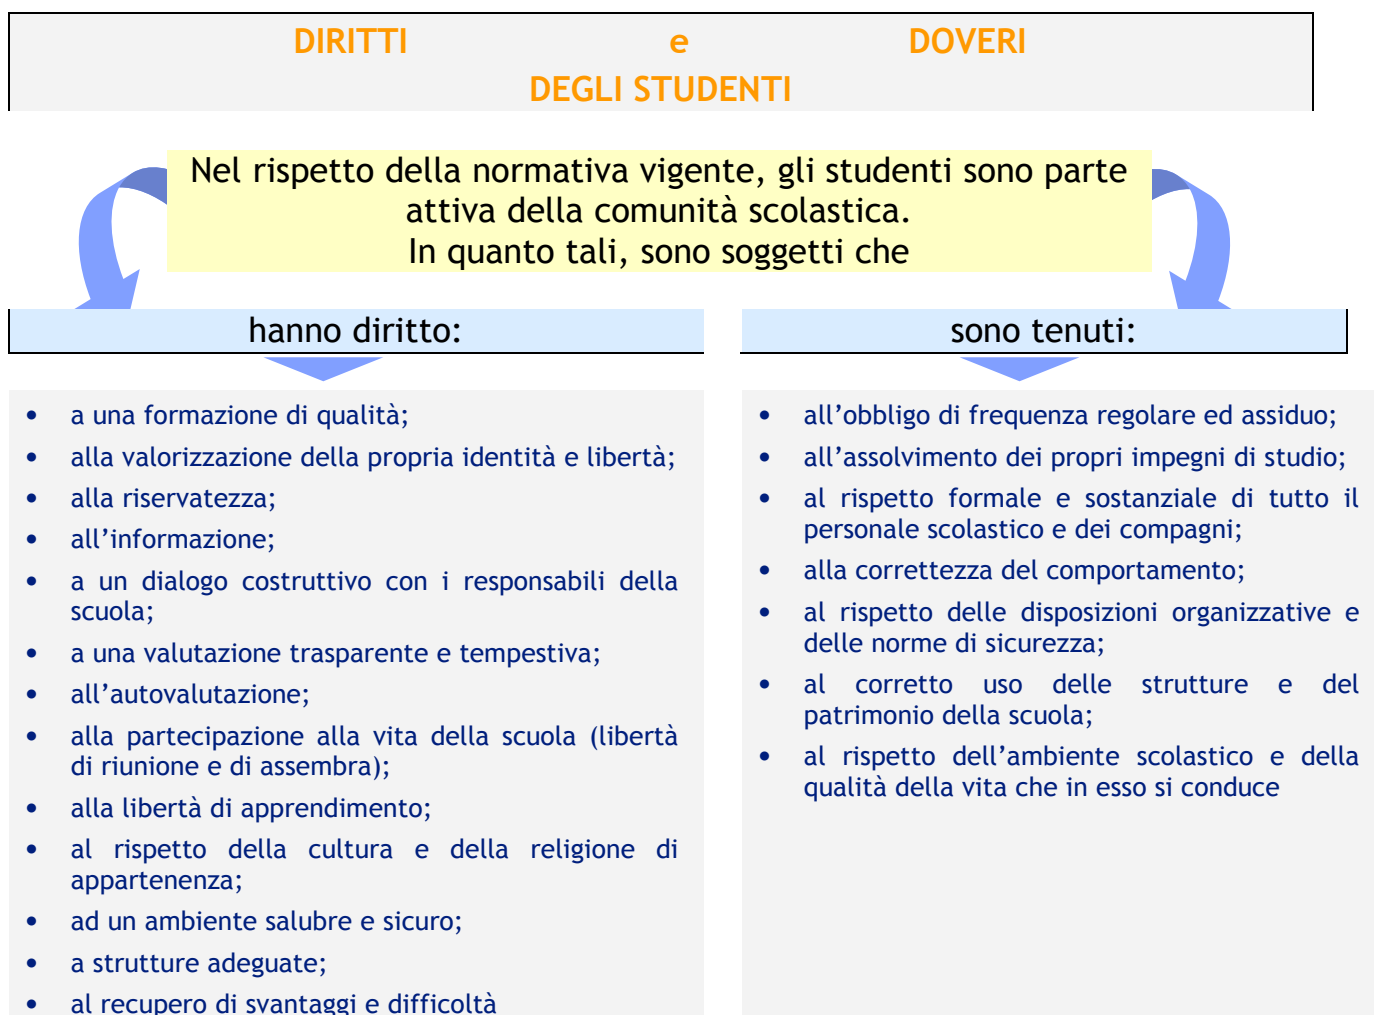 DIRITTI e DOVERI
DEGLI STUDENTI
Nel rispetto della normativa vigente, gli studenti sono parte
attiva della comunità scolastica.
In quanto tali, sono soggetti che
hanno diritto:
• a una formazione di qualità;
• alla valorizzazione della propria identità e libertà;
• alla riservatezza;
• all’informazione;
• a un dialogo costruttivo con i responsabili della
scuola;
• a una valutazione trasparente e tempestiva;
• all’autovalutazione;
• alla partecipazione alla vita della scuola (libertà
di riunione e di assembra);
• alla libertà di apprendimento;
• al rispetto della cultura e della religione di
appartenenza;
• ad un ambiente salubre e sicuro;
• a strutture adeguate;
• al recupero di svantaggi e difficoltà
sono tenuti:
• all’obbligo di frequenza regolare ed assiduo;
• all’assolvimento dei propri impegni di studio;
• al rispetto formale e sostanziale di tutto il
personale scolastico e dei compagni;
• alla correttezza del comportamento;
• al rispetto delle disposizioni organizzative e
delle norme di sicurezza;
• al corretto uso delle strutture e del
patrimonio della scuola;
• al rispetto dell’ambiente scolastico e della
qualità della vita che in esso si conduce